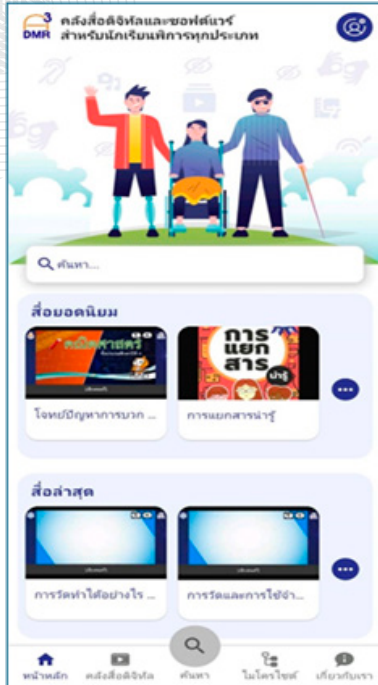 3
DMR
คลังสื่อดิจิทัลและซอฟต์แวร์
สำหรับนักเรียนพิการทุกประเภท
ค้นหา...
สื่อยอดนิยม
คณิตศาสตร์
การ
แยก
สาร
น่ารู้
โจทย์ปัญหาการบวก ...
การแยกสารน่ารู้
สื่อล่าสุด
การวัดทำได้อย่างไร ...
การวัดและการใช้จำ...
หน้าหลัก
คลังสื่อดิจิทัล
ค้นหา
ไมโครไซต์
เกี่ยวกับเรา